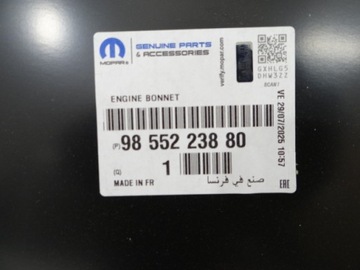 MOPAR
GENUINE PARTS
& ACCESSORIES
verify.mopar.com
SCAN!
ENGINE BONNET
(P) 98 552 238 80
(Q) 1
MADE IN FR
صنع في فرنسا
EAC
VE 29/07/2025 10:57